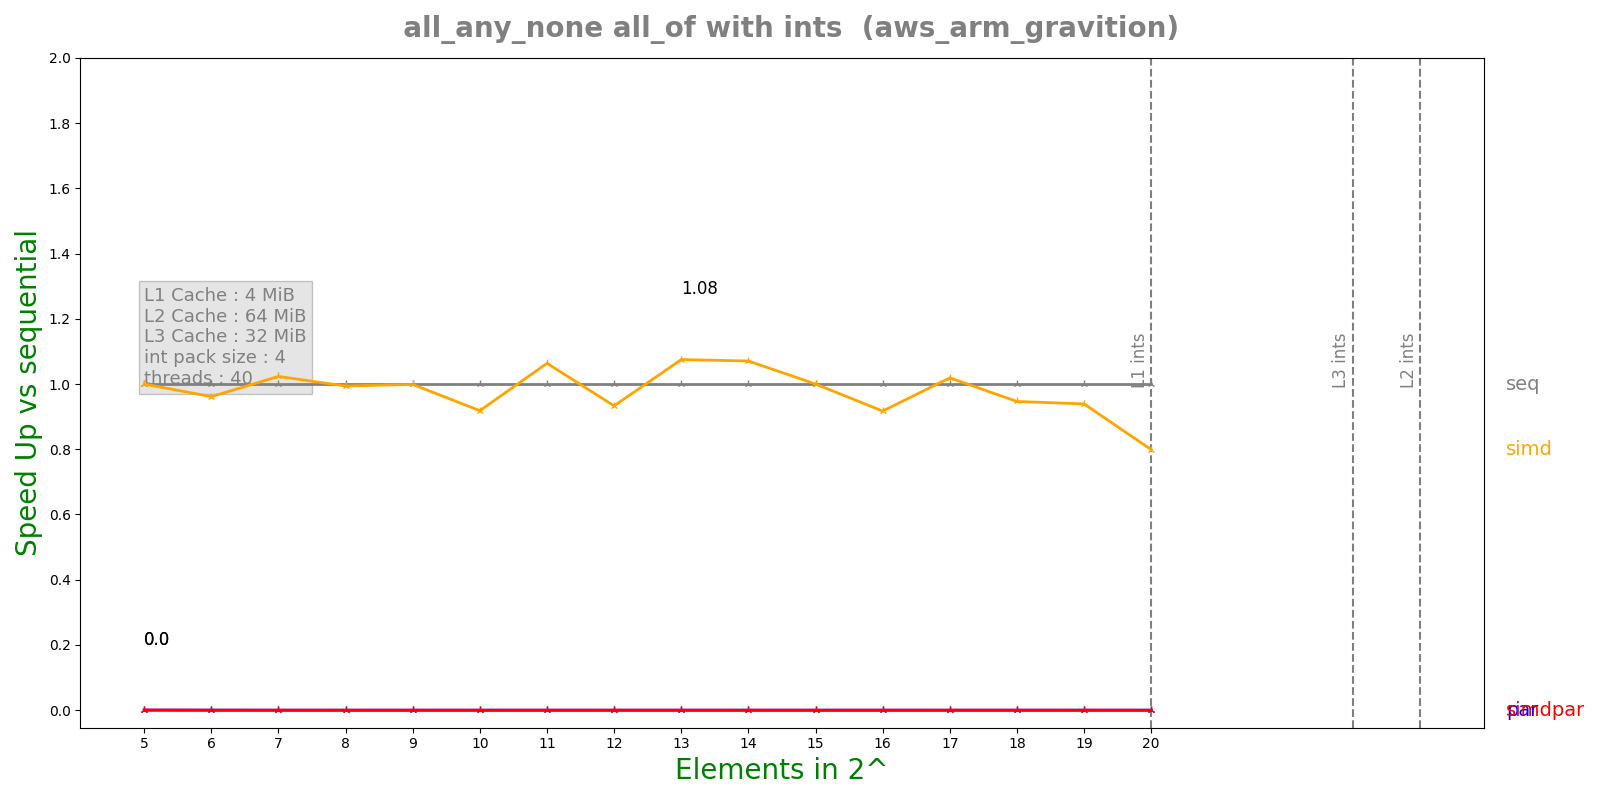 all_any_none all_of with ints  (aws_arm_gravition)
Speed Up vs sequential
2.0
1.8
1.6
1.4
1.2
1.0
0.8
0.6
0.4
0.2
0.0
L1 Cache : 4 MiB
L2 Cache : 64 MiB
L3 Cache : 32 MiB
int pack size : 4
threads : 40
1.08
0.0
L1 ints
L3 ints
L2 ints
seq
simd
par
simdpar
5 6 7 8 9 10 11 12 13 14 15 16 17 18 19 20
Elements in 2^